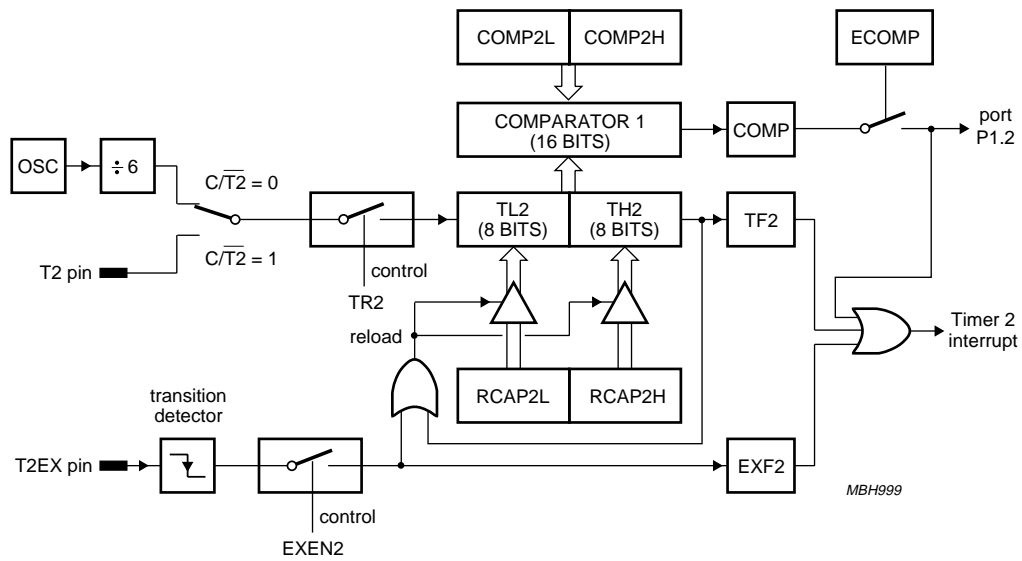 COMP2L
COMP2H
ECOMP
COMPARATOR 1
(16 BITS)
COMP
port
P1.2
OSC
÷ 6
C/T2̅ = 0
TL2
(8 BITS)
TH2
(8 BITS)
TF2
C/T2̅ = 1
T2 pin
control
TR2
reload
Timer 2
interrupt
RCAP2L
RCAP2H
transition
detector
T2EX pin
EXF2
MBH999
control
EXEN2